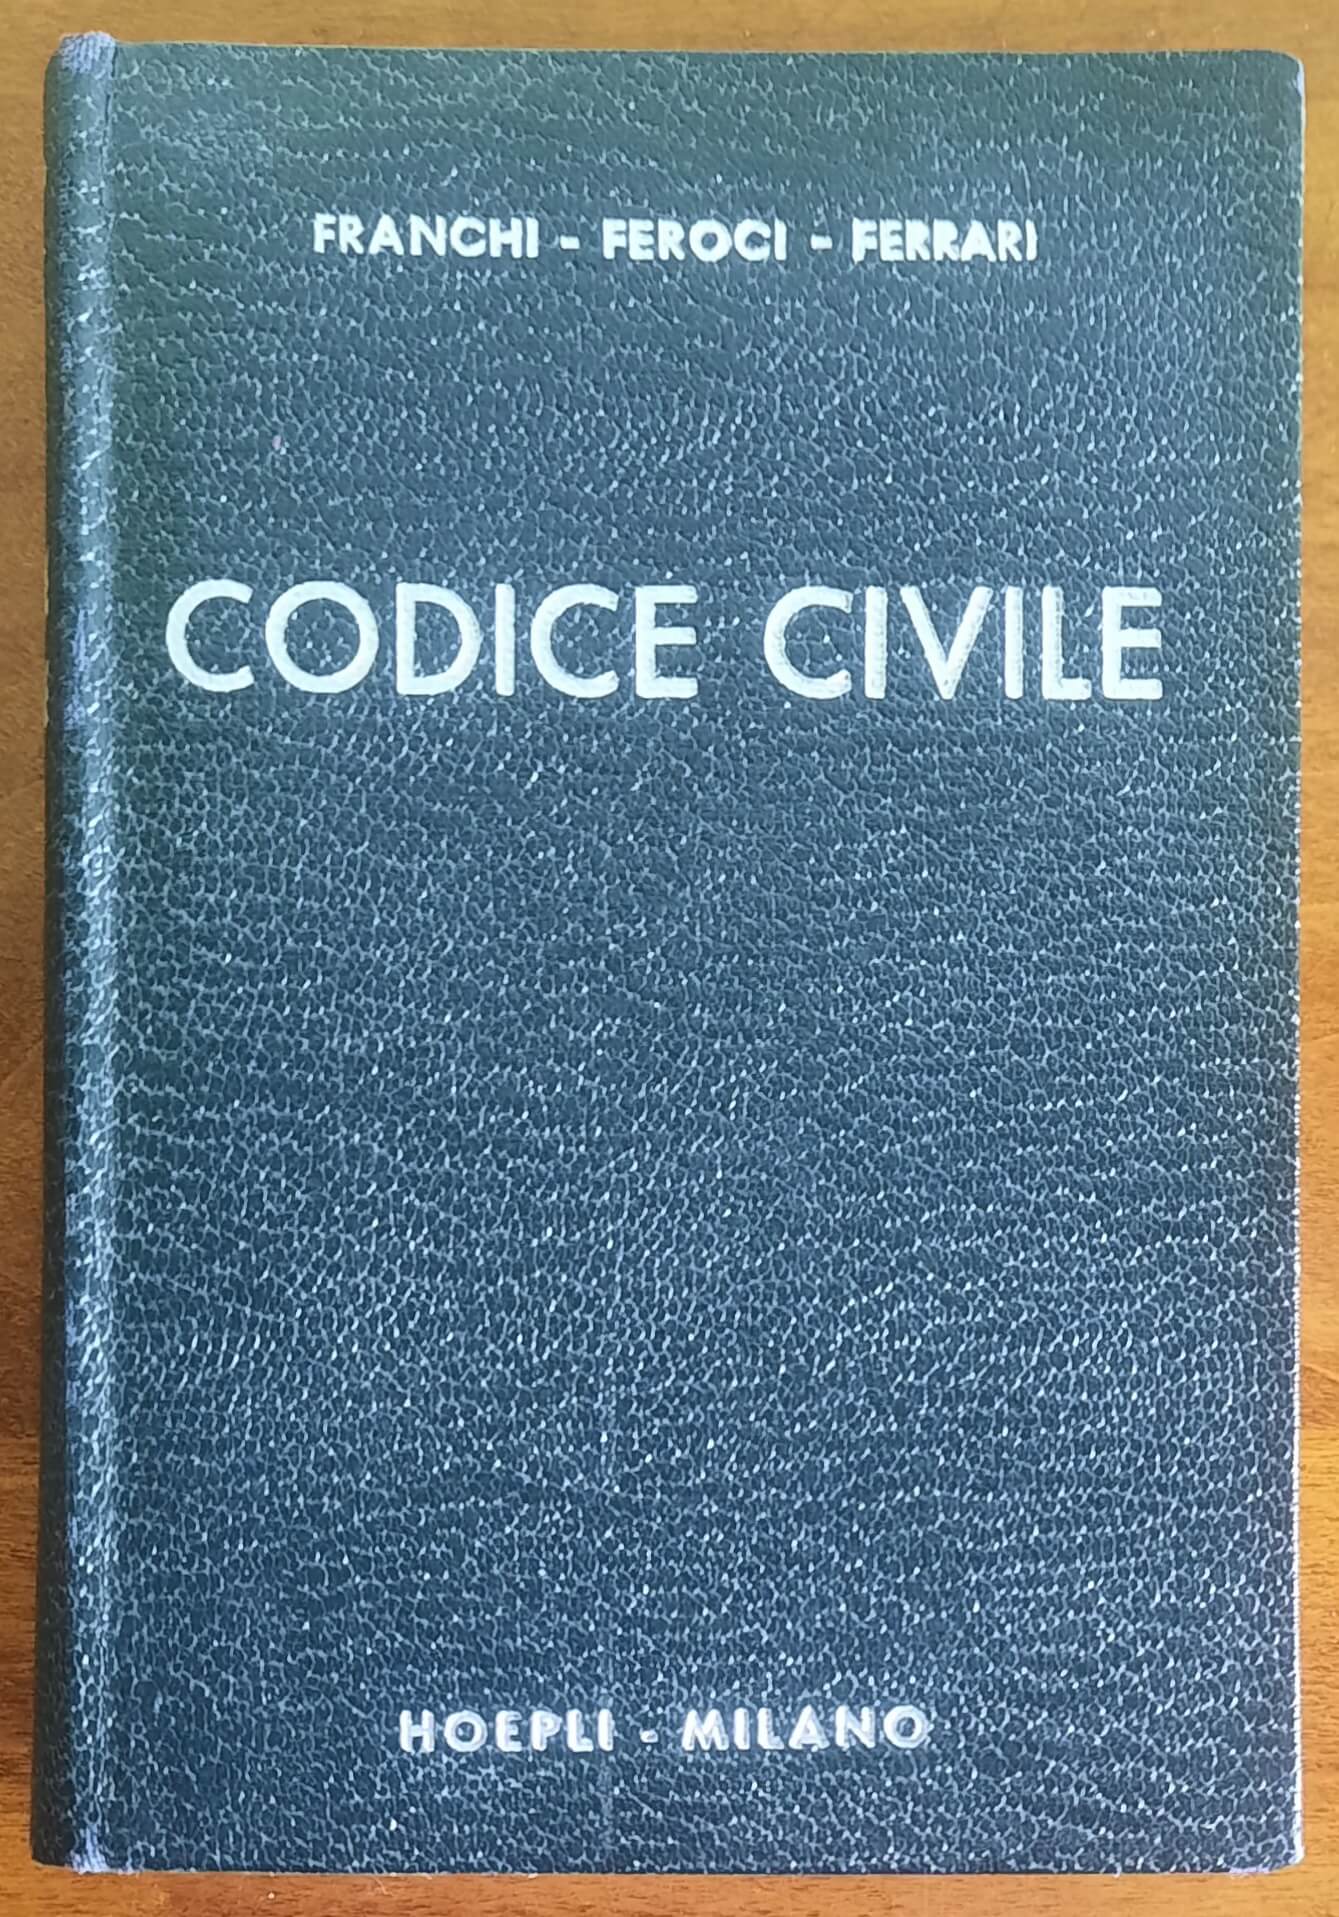 FRANCHI - FEROCI - FERRARI
CODICE CIVILE
HOEPLI - MILANO